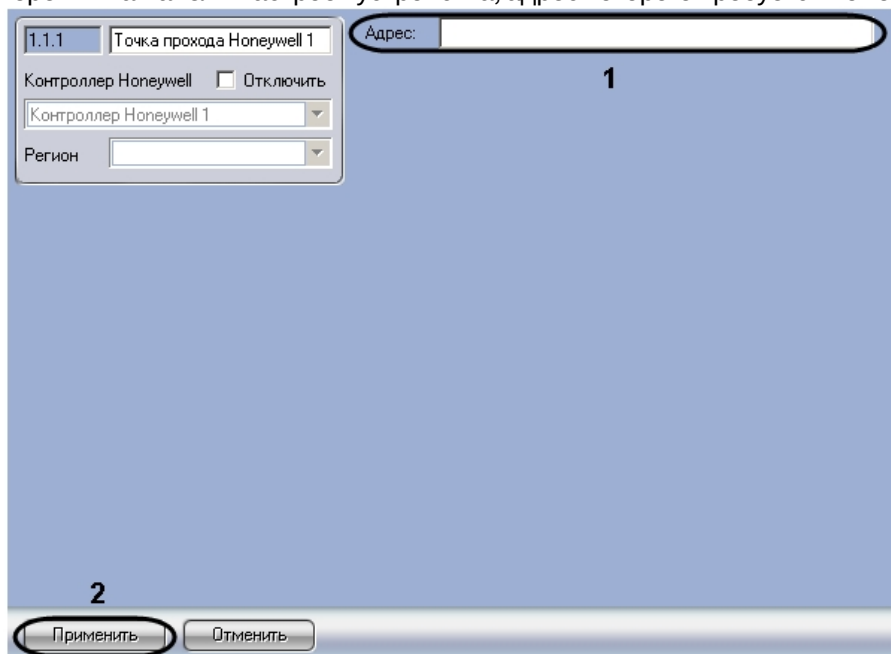 1.1.1 Точка прохода Honeywell 1
Адрес:
1
Контроллер Honeywell Отключить
Контроллер Honeywell 1
Регион
2
Применить Отменить